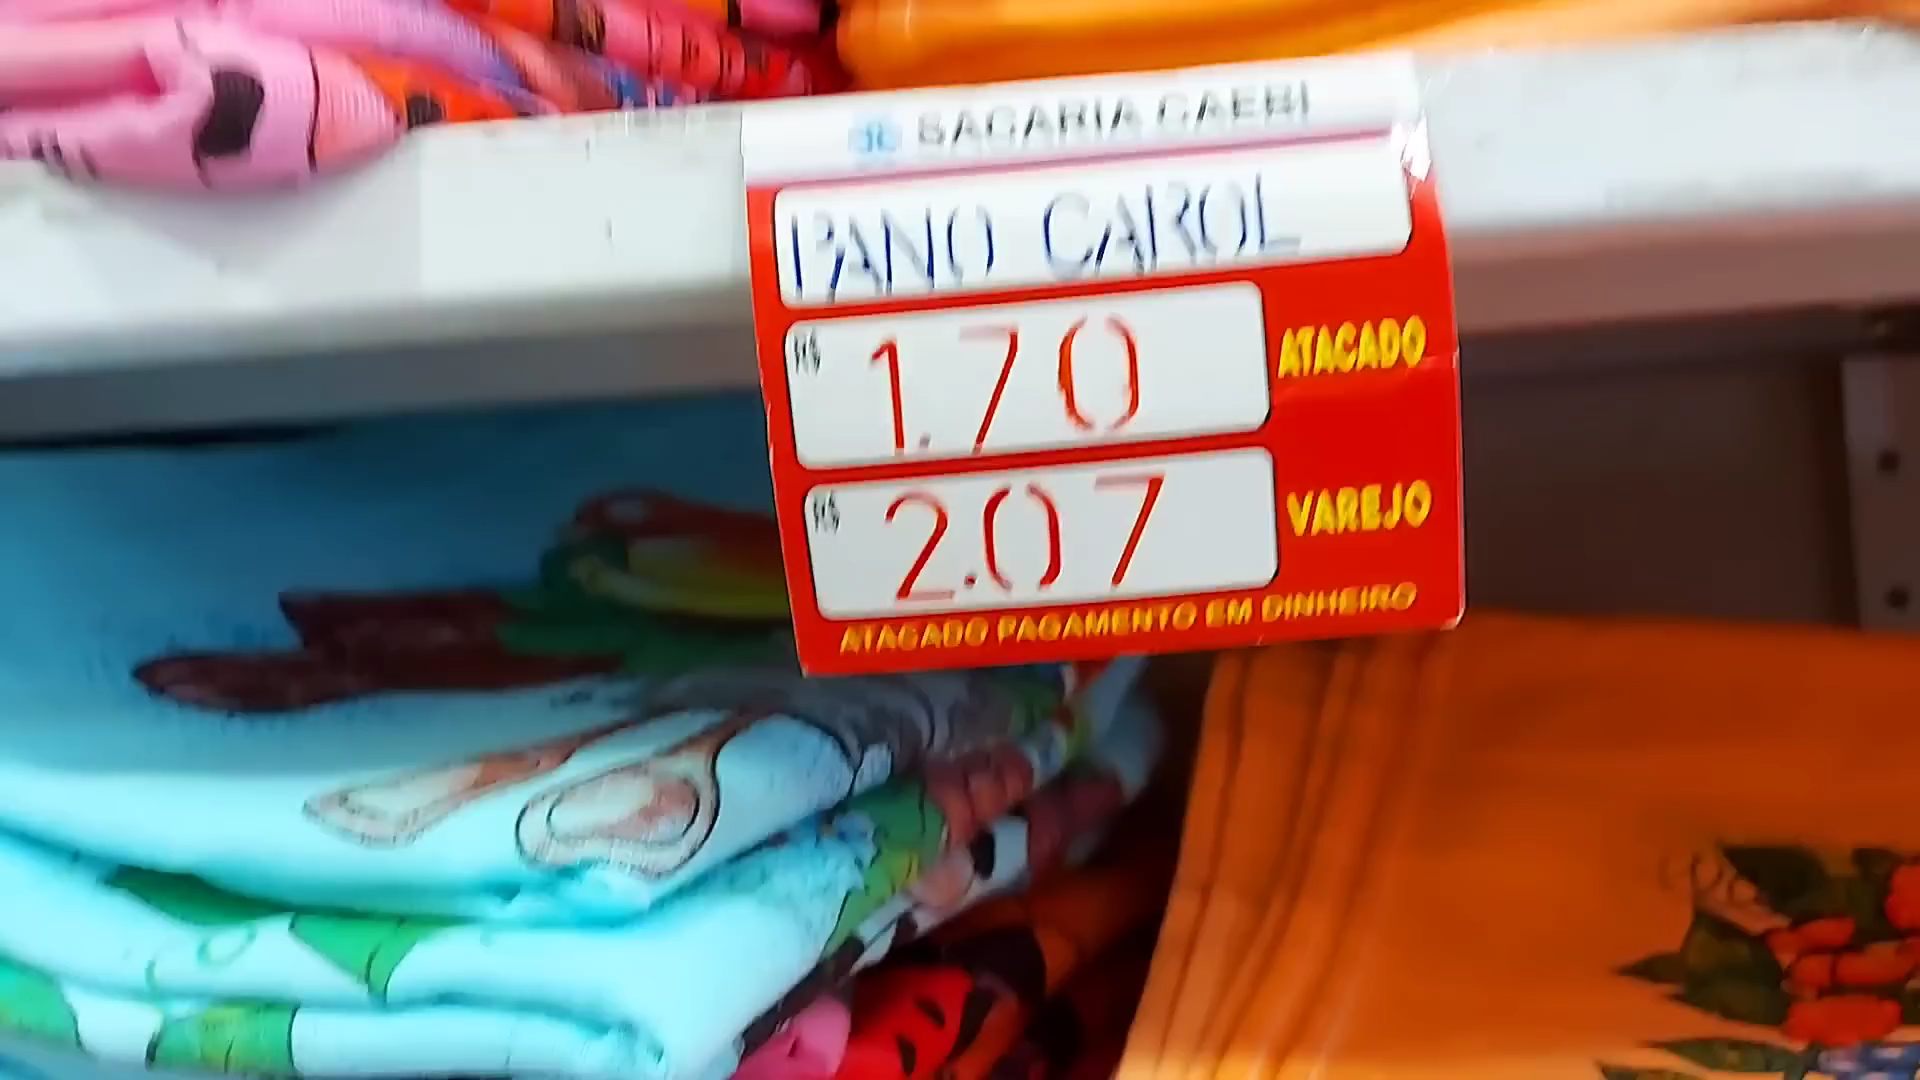 SACARIA CAEBI
PANO CAROL
R$ 1.70 ATACADO
R$ 2.07 VAREJO
ATACADO PAGAMENTO EM DINHEIRO